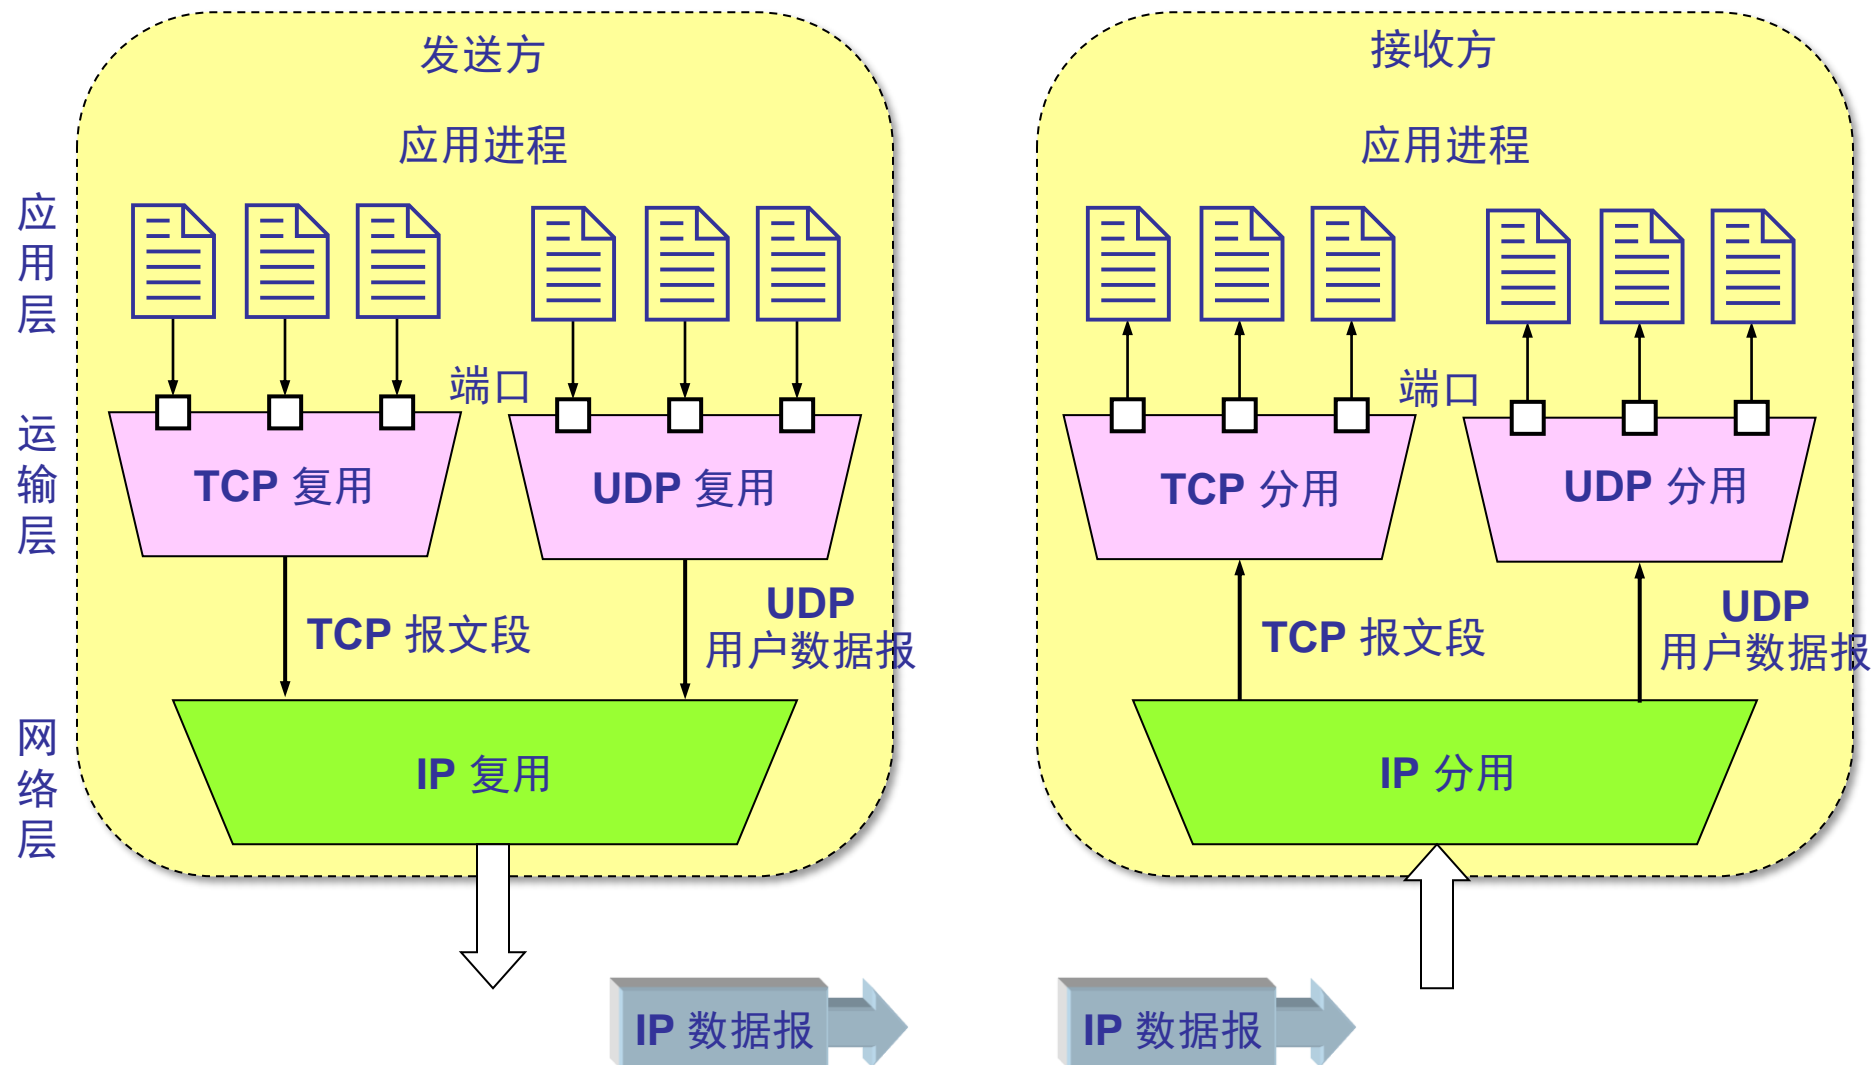 发送方
应用进程
应用层
端口
运输层
TCP 复用
UDP 复用
TCP 报文段
UDP
用户数据报
网络层
IP 复用
IP 数据报
接收方
应用进程
端口
TCP 分用
UDP 分用
TCP 报文段
UDP
用户数据报
IP 分用
IP 数据报